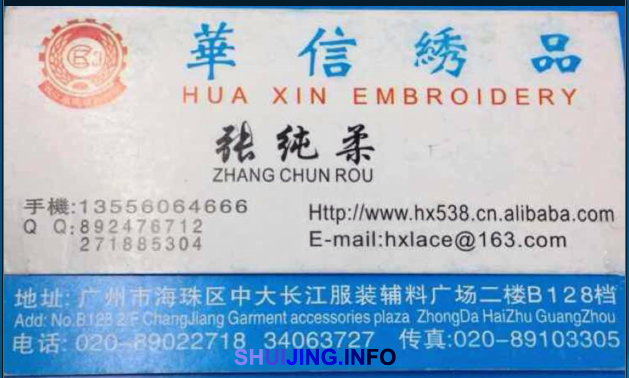 華信绣品
HUA XIN EMBROIDERY
张纯柔
ZHANG CHUN ROU
手機:13556064666
Q Q:892476712
271885304
Http://www.hx538.cn.alibaba.com
E-mail:hxlace@163.com
地址:广州市海珠区中大长江服装辅料广场二楼B128档
Add: No.B128 2/F ChangJiang Garment accessories plaza ZhongDa HaiZhu GuangZhou
电话: 020-89022718 34063727 传真:020-89103305
SHUIJING.INFO